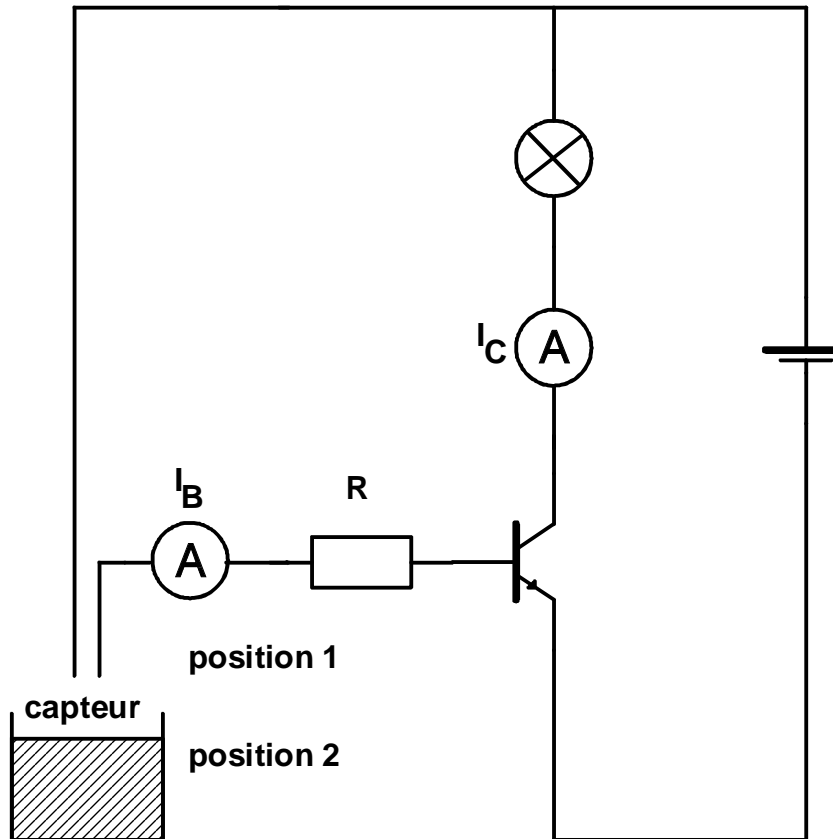 I_C
A
I_B
R
A
position 1
capteur
position 2